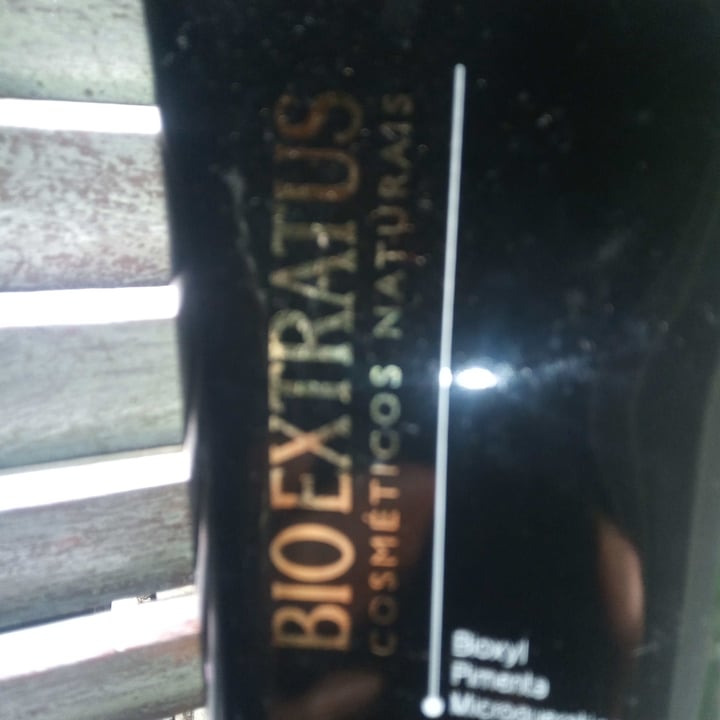 BIOEXTRATUS
COSMÉTICOS NATURAIS
Bioxyl
Pimenta